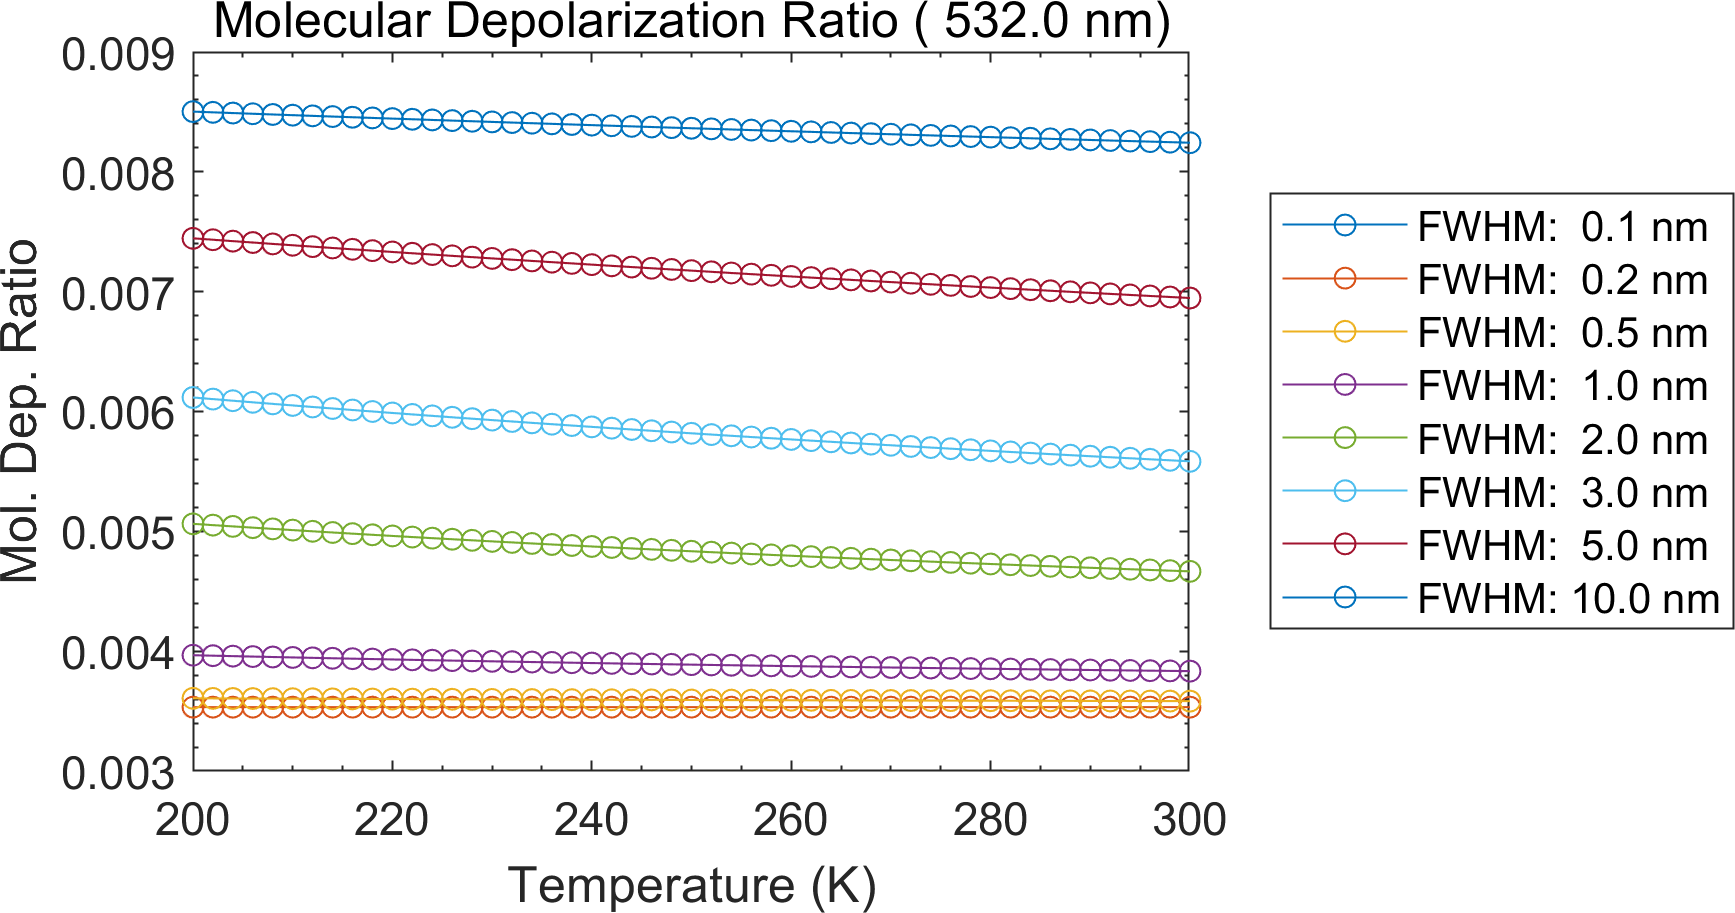 Molecular Depolarization Ratio ( 532.0 nm)
0.009
0.008
0.007
0.006
0.005
0.004
0.003
Mol. Dep. Ratio
200 220 240 260 280 300
Temperature (K)
FWHM: 0.1 nm
FWHM: 0.2 nm
FWHM: 0.5 nm
FWHM: 1.0 nm
FWHM: 2.0 nm
FWHM: 3.0 nm
FWHM: 5.0 nm
FWHM: 10.0 nm